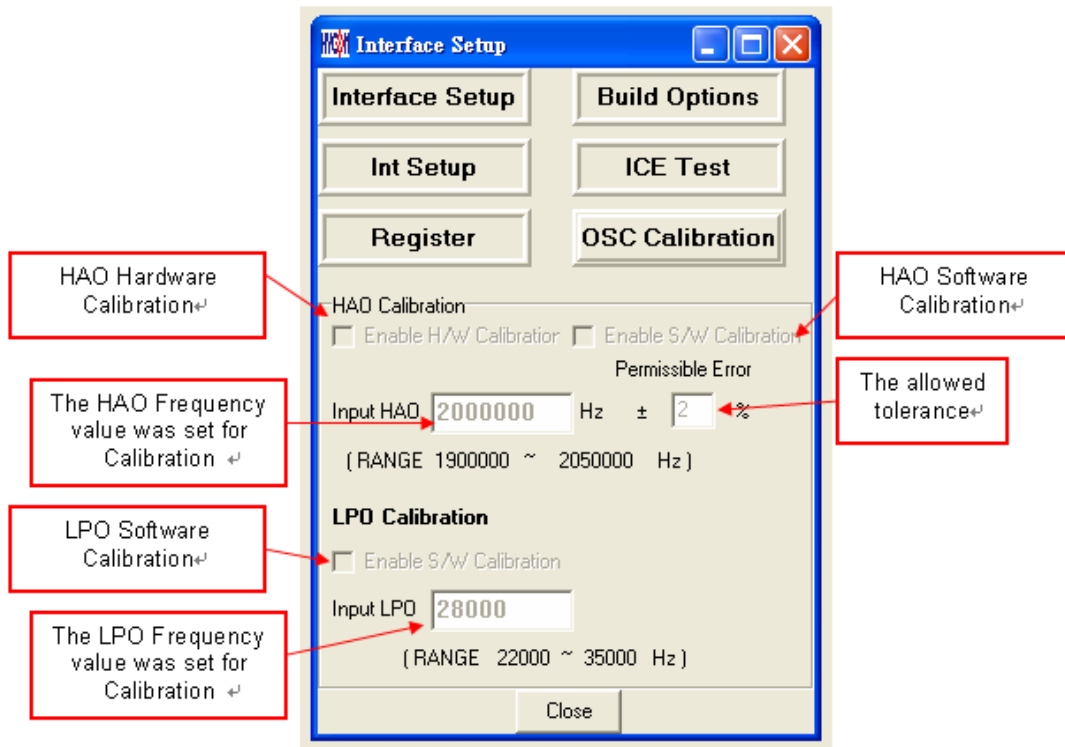 Interface Setup
Interface Setup
Build Options
Int Setup
ICE Test
Register
OSC Calibration
HAO Hardware
Calibration↵
HAO Software
Calibration↵
HAO Calibration
Enable H/W Calibration
Enable S/W Calibration
Permissible Error
The HAO Frequency
value was set for
Calibration ↵
Input HAO 2000000 Hz ± 2 %
The allowed
tolerance↵
( RANGE 1900000 ~ 2050000 Hz )
LPO Calibration
LPO Software
Calibration↵
Enable S/W Calibration
Input LPO 28000
The LPO Frequency
value was set for
Calibration ↵
( RANGE 22000 ~ 35000 Hz )
Close